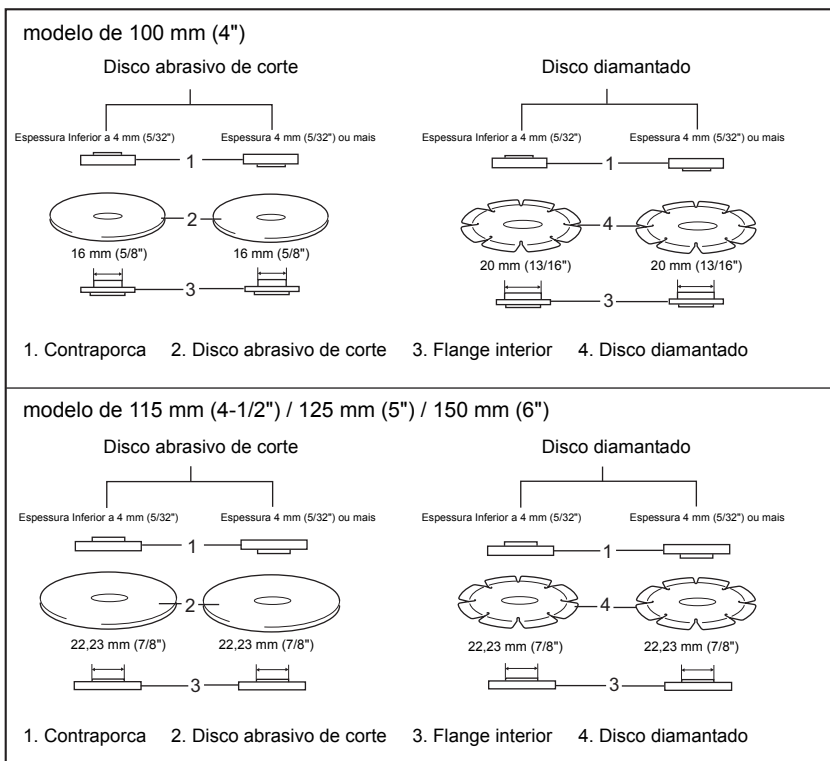 modelo de 100 mm (4")
Disco abrasivo de corte
Disco diamantado
Espessura Inferior a 4 mm (5/32")
Espessura 4 mm (5/32") ou mais
Espessura Inferior a 4 mm (5/32")
Espessura 4 mm (5/32") ou mais
1
1
2
4
16 mm (5/8")
16 mm (5/8")
20 mm (13/16")
20 mm (13/16")
3
3
1. Contraporca 2. Disco abrasivo de corte 3. Flange interior 4. Disco diamantado
modelo de 115 mm (4-1/2") / 125 mm (5") / 150 mm (6")
Disco abrasivo de corte
Disco diamantado
Espessura Inferior a 4 mm (5/32")
Espessura 4 mm (5/32") ou mais
Espessura Inferior a 4 mm (5/32")
Espessura 4 mm (5/32") ou mais
1
1
2
4
22,23 mm (7/8")
22,23 mm (7/8")
22,23 mm (7/8")
22,23 mm (7/8")
3
3
1. Contraporca 2. Disco abrasivo de corte 3. Flange interior 4. Disco diamantado